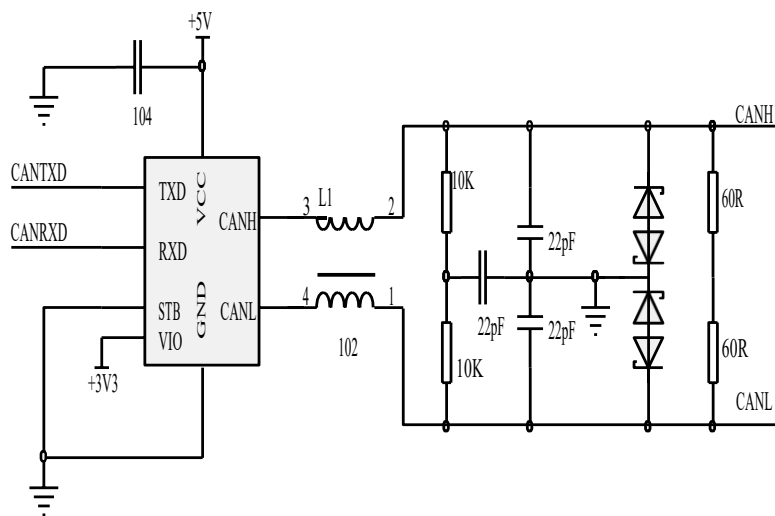 +5V
104
CANH
CANTXD
TXD
VCC
3
L1
2
10K
60R
CANH
22pF
CANRXD
RXD
STB
GND
CANL
4
1
22pF
22pF
VIO
102
10K
60R
+3V3
CANL